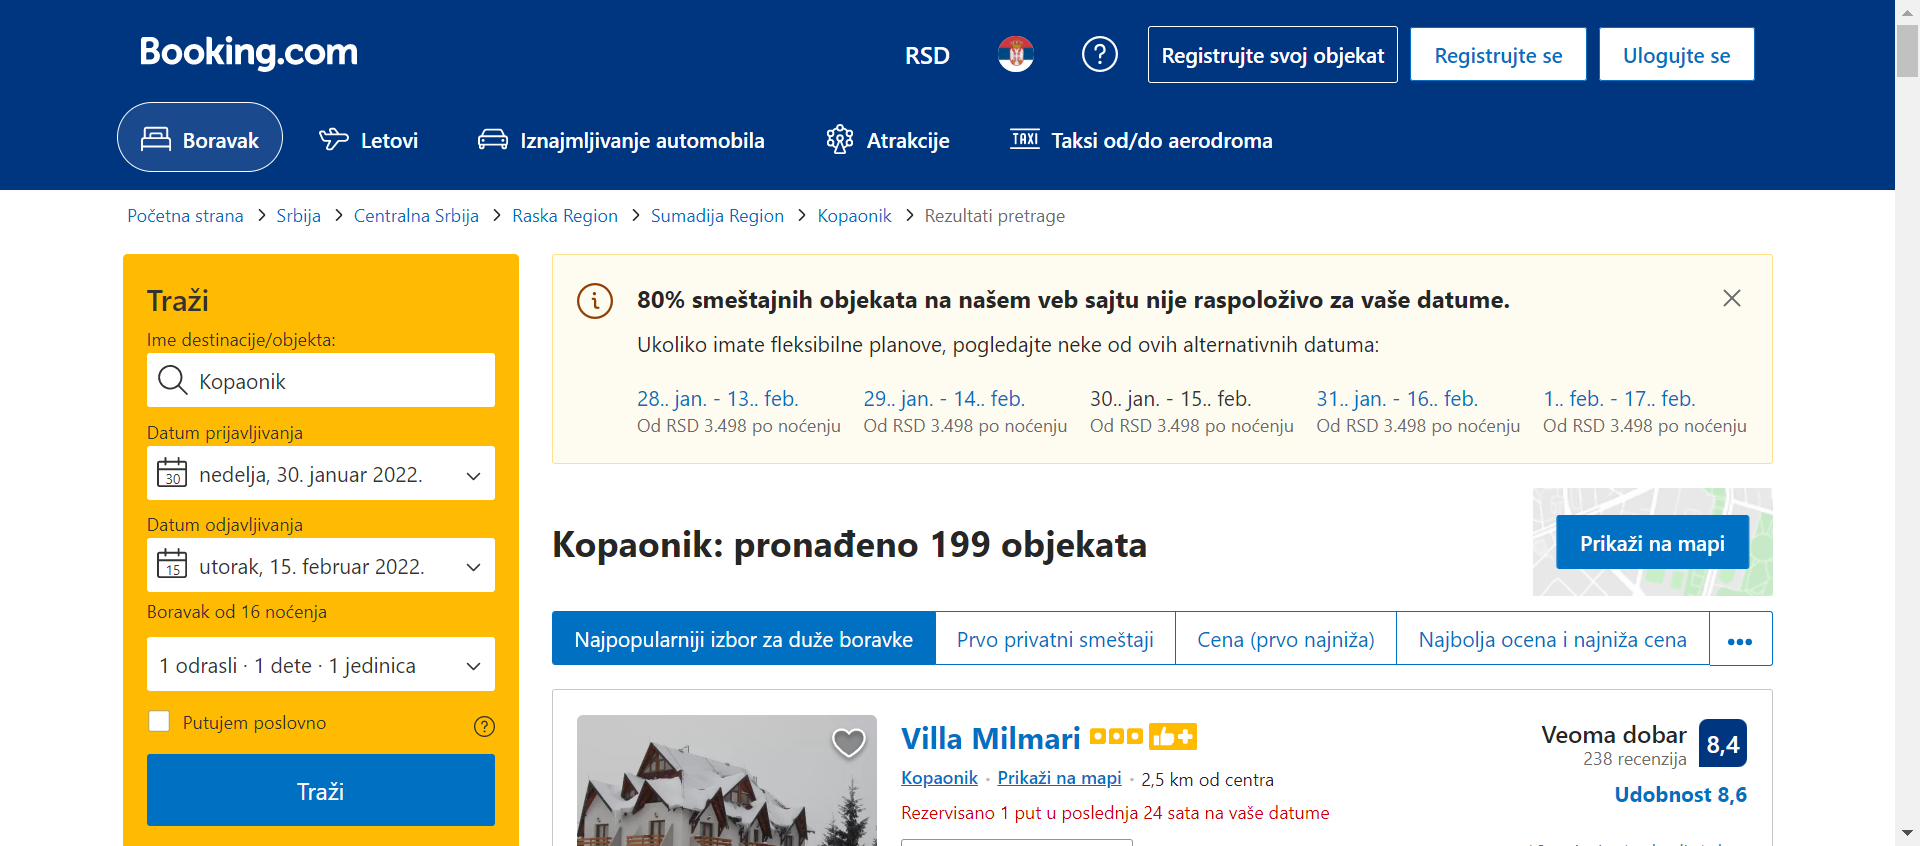 Booking.com
RSD
Registrujte svoj objekat
Registrujte se
Ulogujte se
Boravak
Letovi
Iznajmljivanje automobila
Atrakcije
TAXI Taksi od/do aerodroma
Početna strana > Srbija > Centralna Srbija > Raska Region > Sumadija Region > Kopaonik > Rezultati pretrage
Traži
Ime destinacije/objekta:
Kopaonik
Datum prijavljivanja
30 nedelja, 30. januar 2022.
Datum odjavljivanja
15 utorak, 15. februar 2022.
Boravak od 16 noćenja
1 odrasli · 1 dete · 1 jedinica
Putujem poslovno
Traži
80% smeštajnih objekata na našem veb sajtu nije raspoloživo za vaše datume.
Ukoliko imate fleksibilne planove, pogledajte neke od ovih alternativnih datuma:
28.. jan. - 13.. feb.
Od RSD 3.498 po noćenju
29.. jan. - 14.. feb.
Od RSD 3.498 po noćenju
30.. jan. - 15.. feb.
Od RSD 3.498 po noćenju
31.. jan. - 16.. feb.
Od RSD 3.498 po noćenju
1.. feb. - 17.. feb.
Od RSD 3.498 po noćenju
Kopaonik: pronađeno 199 objekata
Prikaži na mapi
Najpopularniji izbor za duže boravke
Prvo privatni smeštaji
Cena (prvo najniža)
Najbolja ocena i najniža cena
Villa Milmari
Kopaonik · Prikaži na mapi · 2,5 km od centra
Rezervisano 1 put u poslednja 24 sata na vaše datume
Veoma dobar 8,4
238 recenzija
Udobnost 8,6